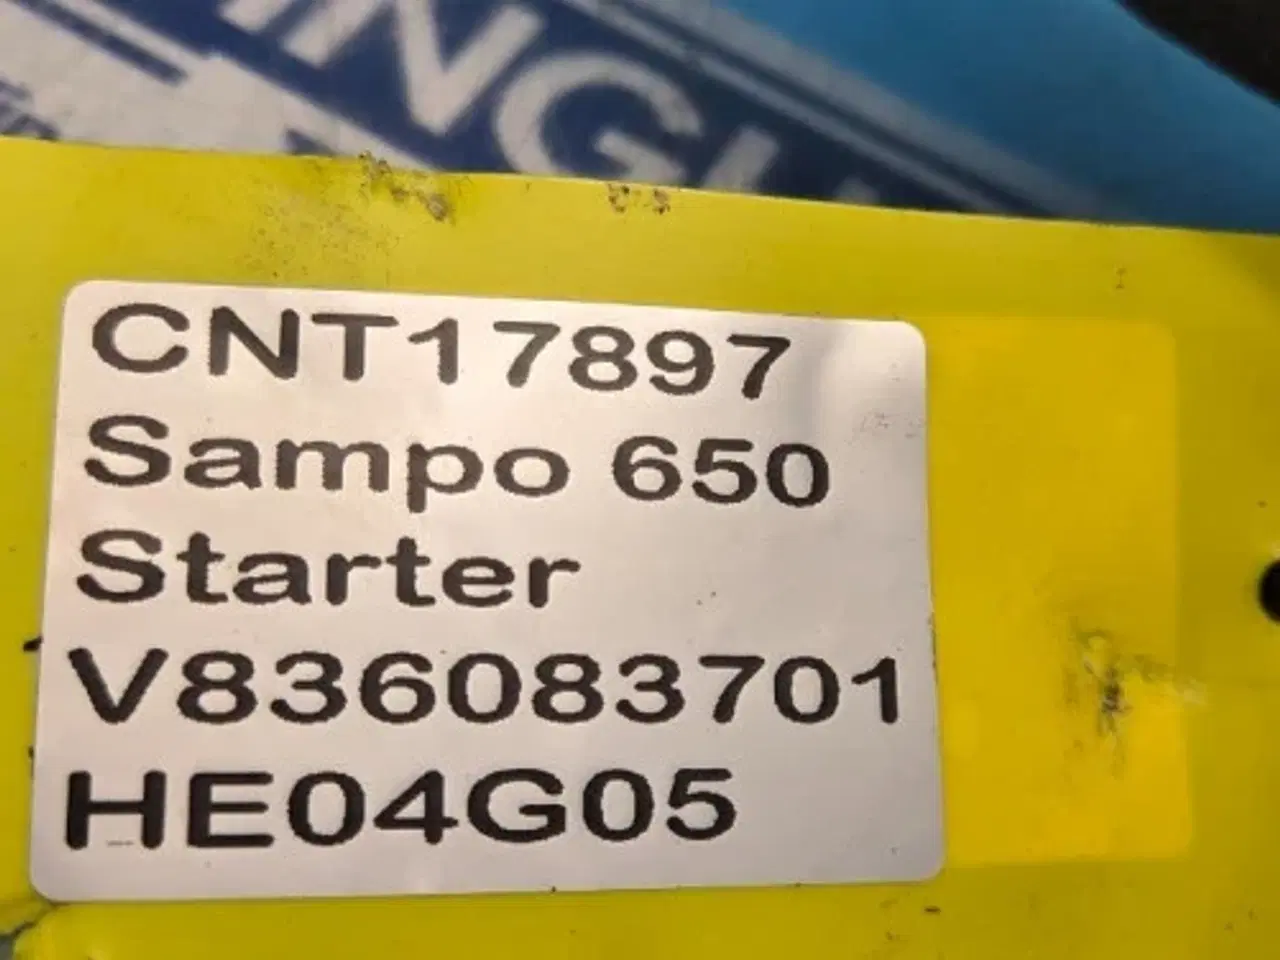 CNT17897
Sampo 650
Starter
V836083701
HE04G05